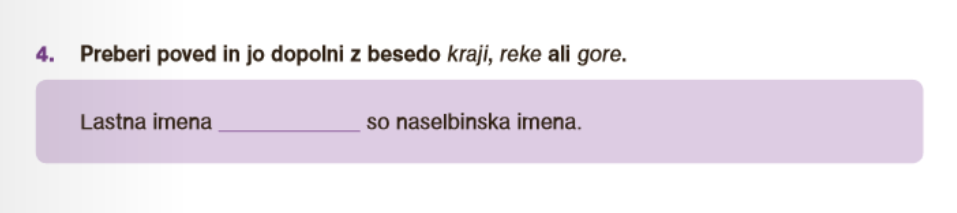 4. Preberi poved in jo dopolni z besedo kraji, reke ali gore.
Lastna imena ____________ so naselbinska imena.